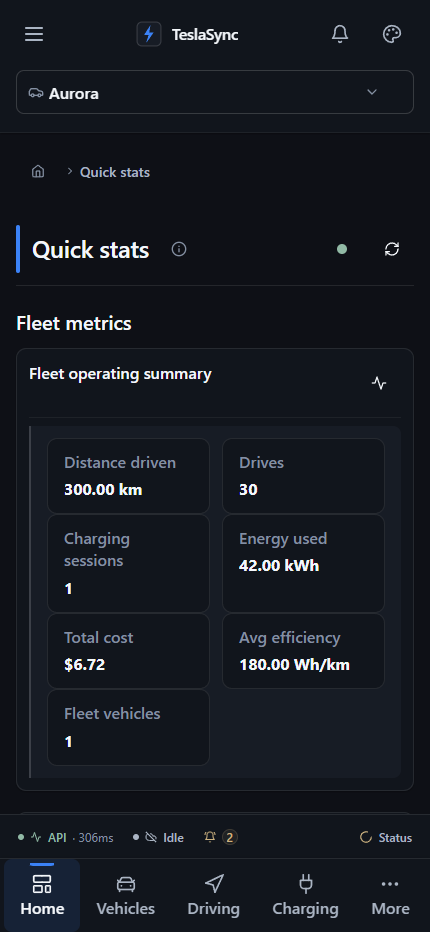 TeslaSync
Aurora
Quick stats
Quick stats
Fleet metrics
Fleet operating summary
Distance driven
300.00 km
Drives
30
Charging
sessions
1
Energy used
42.00 kWh
Total cost
$6.72
Avg efficiency
180.00 Wh/km
Fleet vehicles
1
API · 306ms
Idle
2
Status
Home
Vehicles
Driving
Charging
More